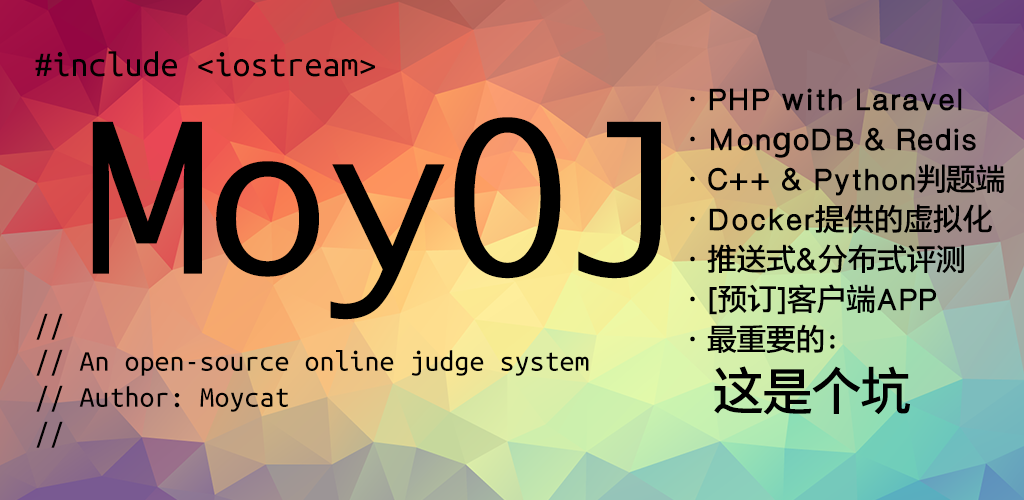 #include <iostream>
MoyOJ
//
// An open-source online judge system
// Author: Moycat
//
· PHP with Laravel
· MongoDB & Redis
· C++ & Python判题端
· Docker提供的虚拟化
· 推送式&分布式评测
· [预订]客户端APP
· 最重要的：
这是个坑